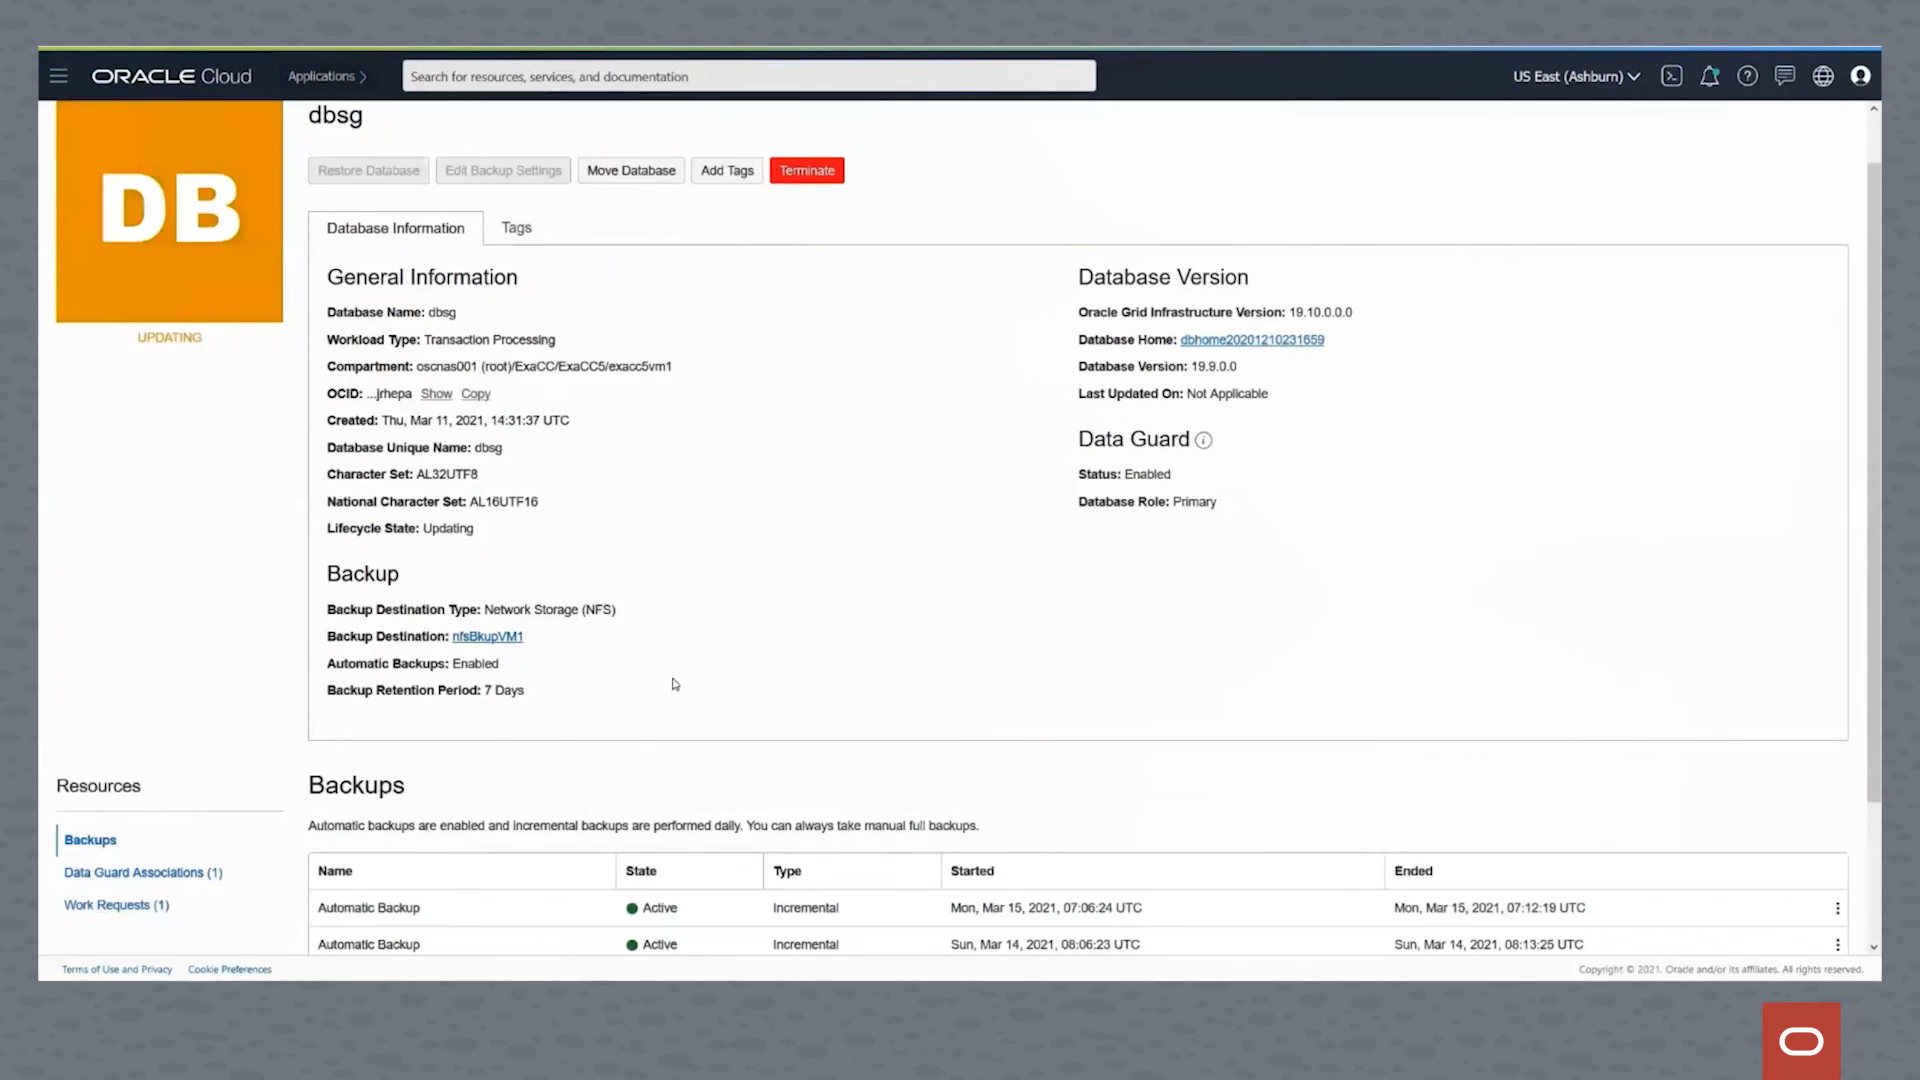 ORACLE Cloud
Applications
Search for resources, services, and documentation
US East (Ashburn)
DB
UPDATING
dbsg
Restore Database
Edit Backup Settings
Move Database
Add Tags
Terminate
Database Information
Tags
General Information
Database Name: dbsg
Workload Type: Transaction Processing
Compartment: oscnas001 (root)/ExaCC/ExaCC5/exacc5vm1
OCID: ...jrhepa Show Copy
Created: Thu, Mar 11, 2021, 14:31:37 UTC
Database Unique Name: dbsg
Character Set: AL32UTF8
National Character Set: AL16UTF16
Lifecycle State: Updating
Backup
Backup Destination Type: Network Storage (NFS)
Backup Destination: nfsBkupVM1
Automatic Backups: Enabled
Backup Retention Period: 7 Days
Database Version
Oracle Grid Infrastructure Version: 19.10.0.0.0
Database Home: dbhome20201210231659
Database Version: 19.9.0.0
Last Updated On: Not Applicable
Data Guard
Status: Enabled
Database Role: Primary
Resources
Backups
Data Guard Associations (1)
Work Requests (1)
Backups
Automatic backups are enabled and incremental backups are performed daily. You can always take manual full backups.
Name State Type Started Ended
Automatic Backup Active Incremental Mon, Mar 15, 2021, 07:06:24 UTC Mon, Mar 15, 2021, 07:12:19 UTC
Automatic Backup Active Incremental Sun, Mar 14, 2021, 08:06:23 UTC Sun, Mar 14, 2021, 08:13:25 UTC
Terms of Use and Privacy Cookie Preferences
Copyright © 2021, Oracle and/or its affiliates. All rights reserved.